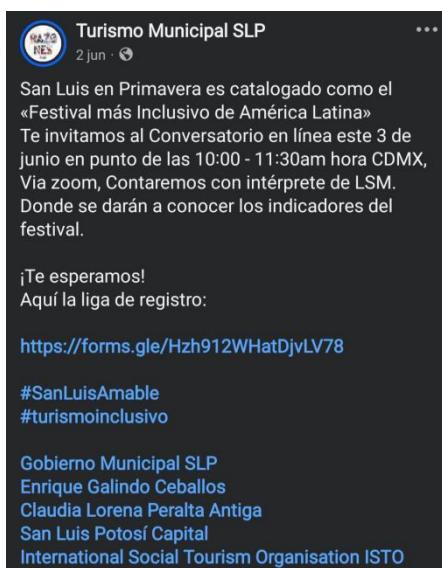 RAZO
NES
Turismo Municipal SLP
2 jun ·
San Luis en Primavera es catalogado como el
«Festival más Inclusivo de América Latina»
Te invitamos al Conversatorio en línea este 3 de
junio en punto de las 10:00 - 11:30am hora CDMX,
Via zoom, Contaremos con intérprete de LSM.
Donde se darán a conocer los indicadores del
festival.
¡Te esperamos!
Aquí la liga de registro:
https://forms.gle/Hzh912WHatDjvLV78
#SanLuisAmable
#turismoinclusivo
Gobierno Municipal SLP
Enrique Galindo Ceballos
Claudia Lorena Peralta Antiga
San Luis Potosí Capital
International Social Tourism Organisation ISTO